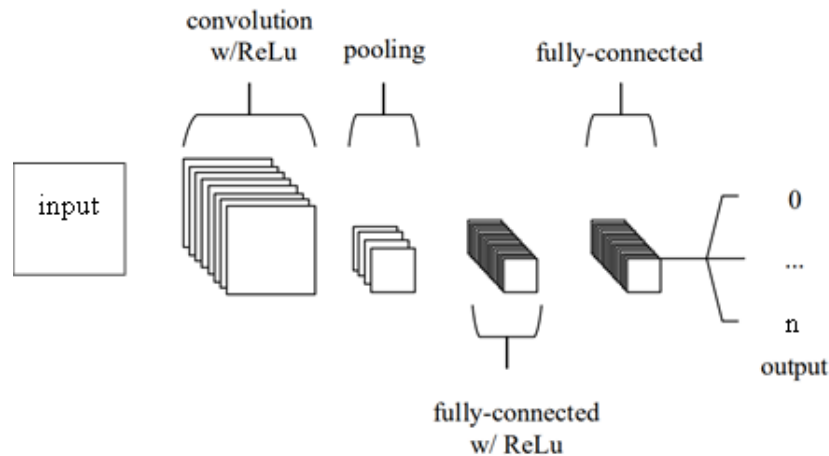 convolution
w/ReLu
pooling
fully-connected
input
0
...
n
output
fully-connected
w/ ReLu